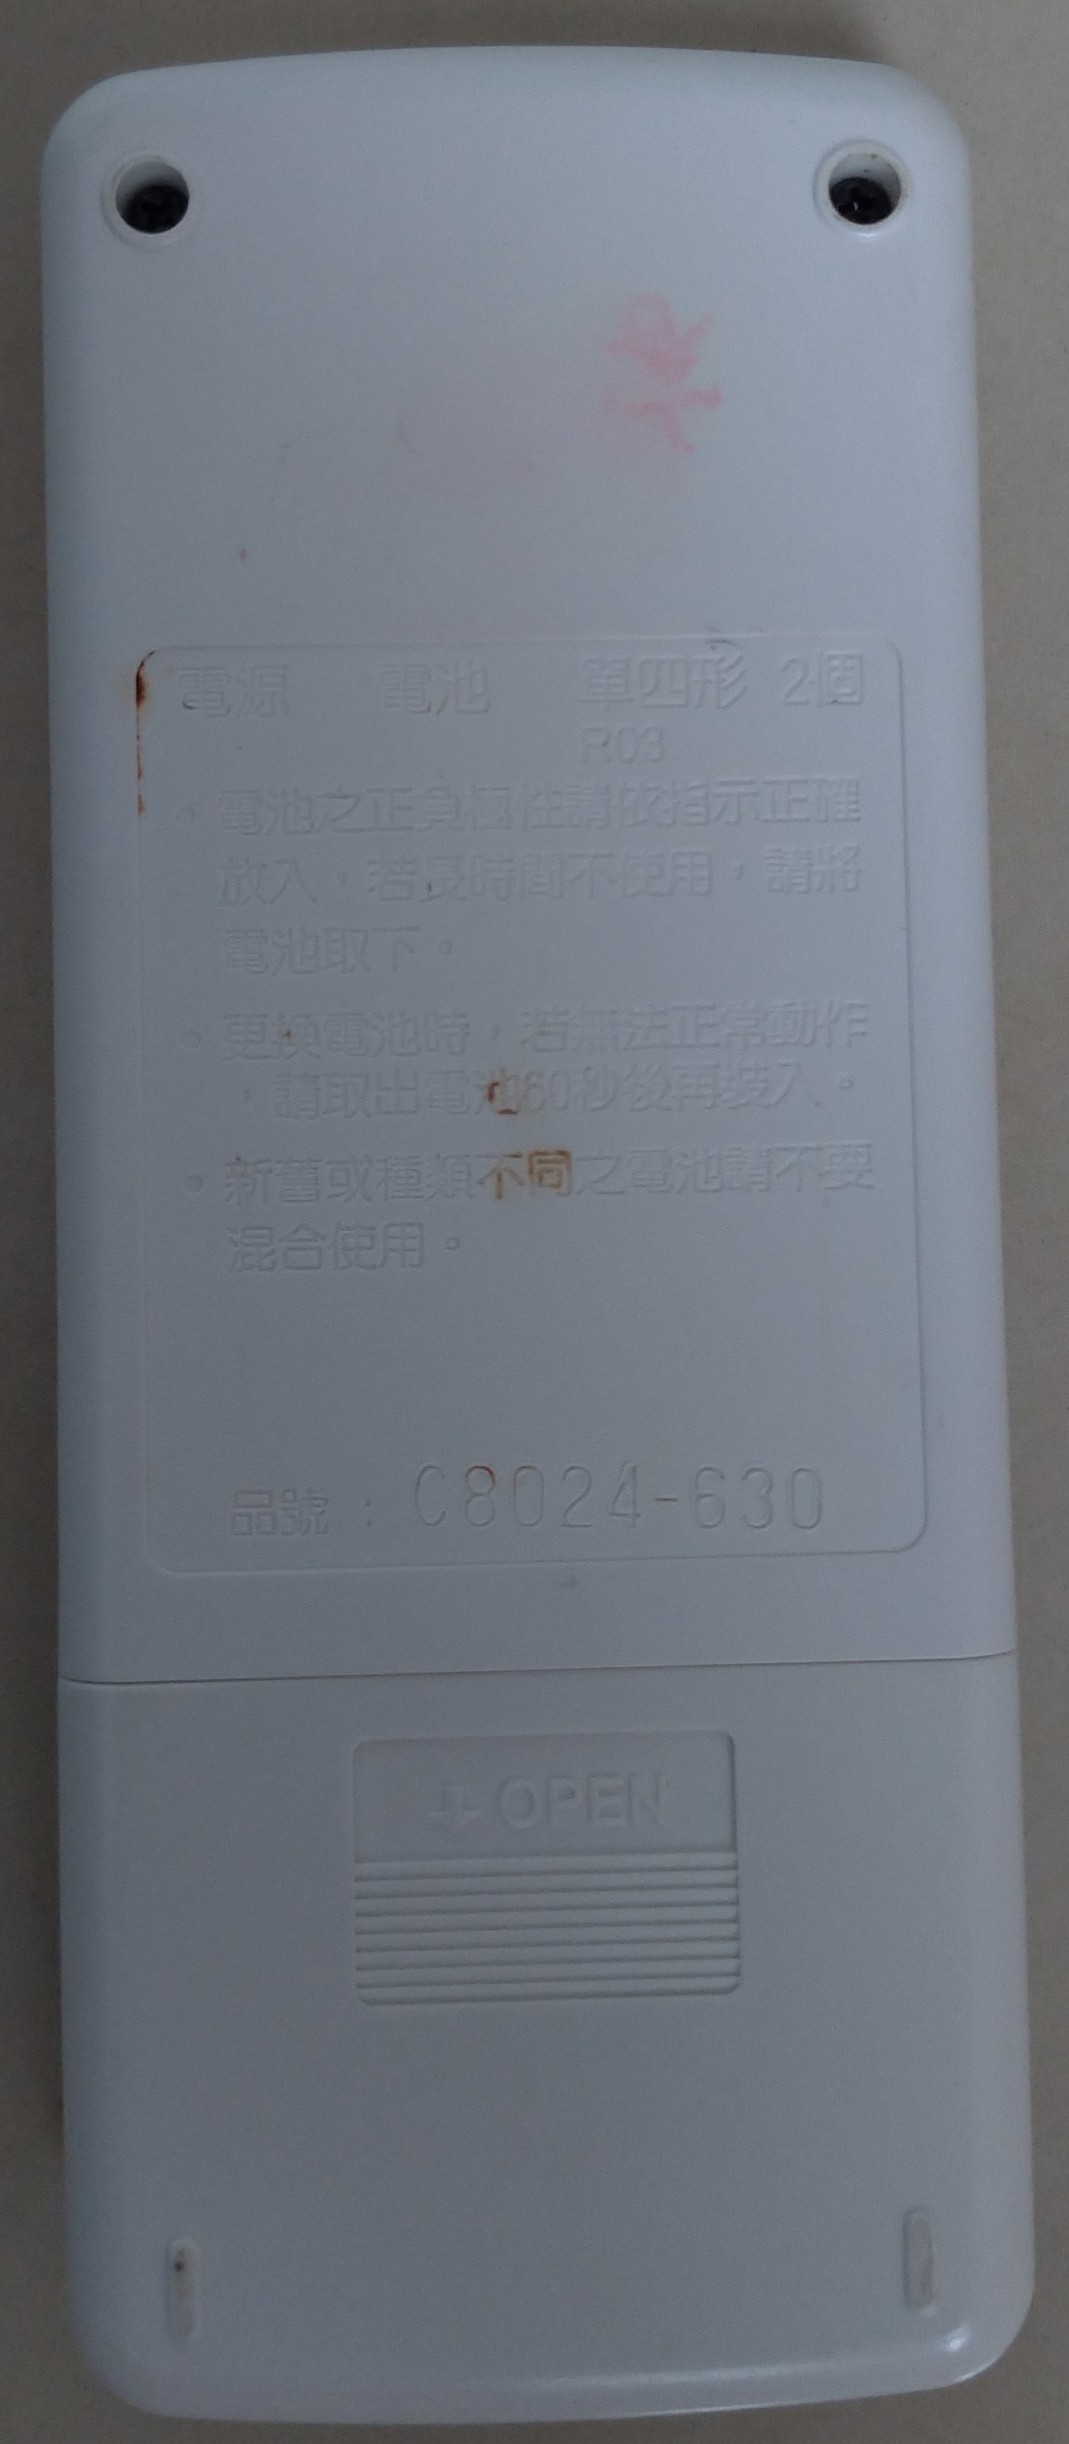 電源 電池 單四形 2個
R03
• 電池之正負極性請依指示正確
放入,若長時間不使用,請將
電池取下。
• 更換電池時,若無法正常動作
,請取出電池60秒後再裝入。
• 新舊或種類不同之電池請不要
混合使用。
品號 : C8024-630
⇩OPEN